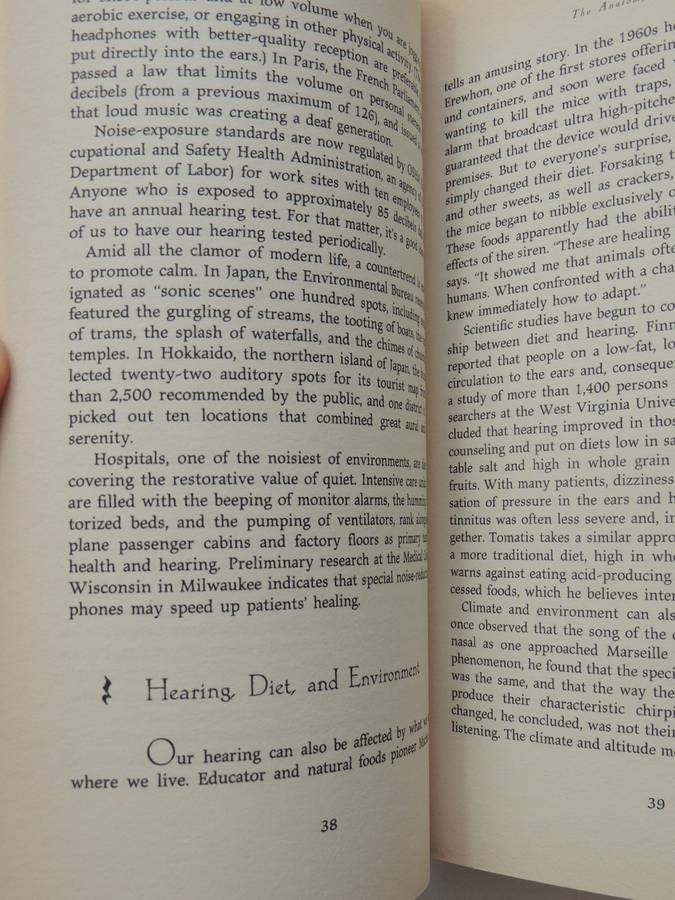 aerobic exercise, or engaging in other physical activity.
headphones with better-quality reception are preferable
put directly into the ears.) In Paris, the French Parliament
passed a law that limits the volume on personal
decibels (from a previous maximum of 126), and issued a
that loud music was creating a deaf generation.
Noise-exposure standards are now regulated by
cupational and Safety Health Administration, an agency of
Department of Labor) for work sites with ten employees
Anyone who is exposed to approximately 85 decibels
have an annual hearing test. For that matter, it's a good
of us to have our hearing tested periodically.
Amid all the clamor of modern life, a countertrend
to promote calm. In Japan, the Environmental Bureau
ignated as "sonic scenes" one hundred spots, including
featured the gurgling of streams, the tooting of boats,
of trams, the splash of waterfalls, and the chimes of
temples. In Hokkaido, the northern island of Japan, the
lected twenty-two auditory spots for its tourist map
than 2,500 recommended by the public, and one district
picked out ten locations that combined great aural
serenity.
Hospitals, one of the noisiest of environments, are
covering the restorative value of quiet. Intensive care
are filled with the beeping of monitor alarms, the humming
torized beds, and the pumping of ventilators, rank
plane passenger cabins and factory floors as primary
health and hearing. Preliminary research at the Medical
Wisconsin in Milwaukee indicates that special
phones may speed up patients' healing.
Hearing, Diet, and Environment
Our hearing can also be affected by what
where we live. Educator and natural foods pioneer
38
The
tells an amusing story. In the 1960s he
Erewhon, one of the first stores offering
and containers, and soon were faced
wanting to kill the mice with traps,
alarm that broadcast ultra high-pitched
guaranteed that the device would drive
premises. But to everyone's surprise,
simply changed their diet. Forsaking
and other sweets, as well as crackers,
the mice began to nibble exclusively
These foods apparently had the
effects of the siren. "These are healing
says. "It showed me that animals
humans. When confronted with a
knew immediately how to adapt."
Scientific studies have begun to
ship between diet and hearing.
reported that people on a low-fat,
circulation to the ears and,
a study of more than 1,400 persons
searchers at the West Virginia
cluded that hearing improved in
counseling and put on diets low in
table salt and high in whole grain
fruits. With many patients, dizziness
sation of pressure in the ears and
tinnitus was often less severe and,
gether. Tomatis takes a similar
a more traditional diet, high in
warns against eating acid-producing
cessed foods, which he believes
Climate and environment can
once observed that the song of the
nasal as one approached Marseille
phenomenon, he found that the
was the same, and that the way
produce their characteristic
changed, he concluded, was not
listening. The climate and altitude
39